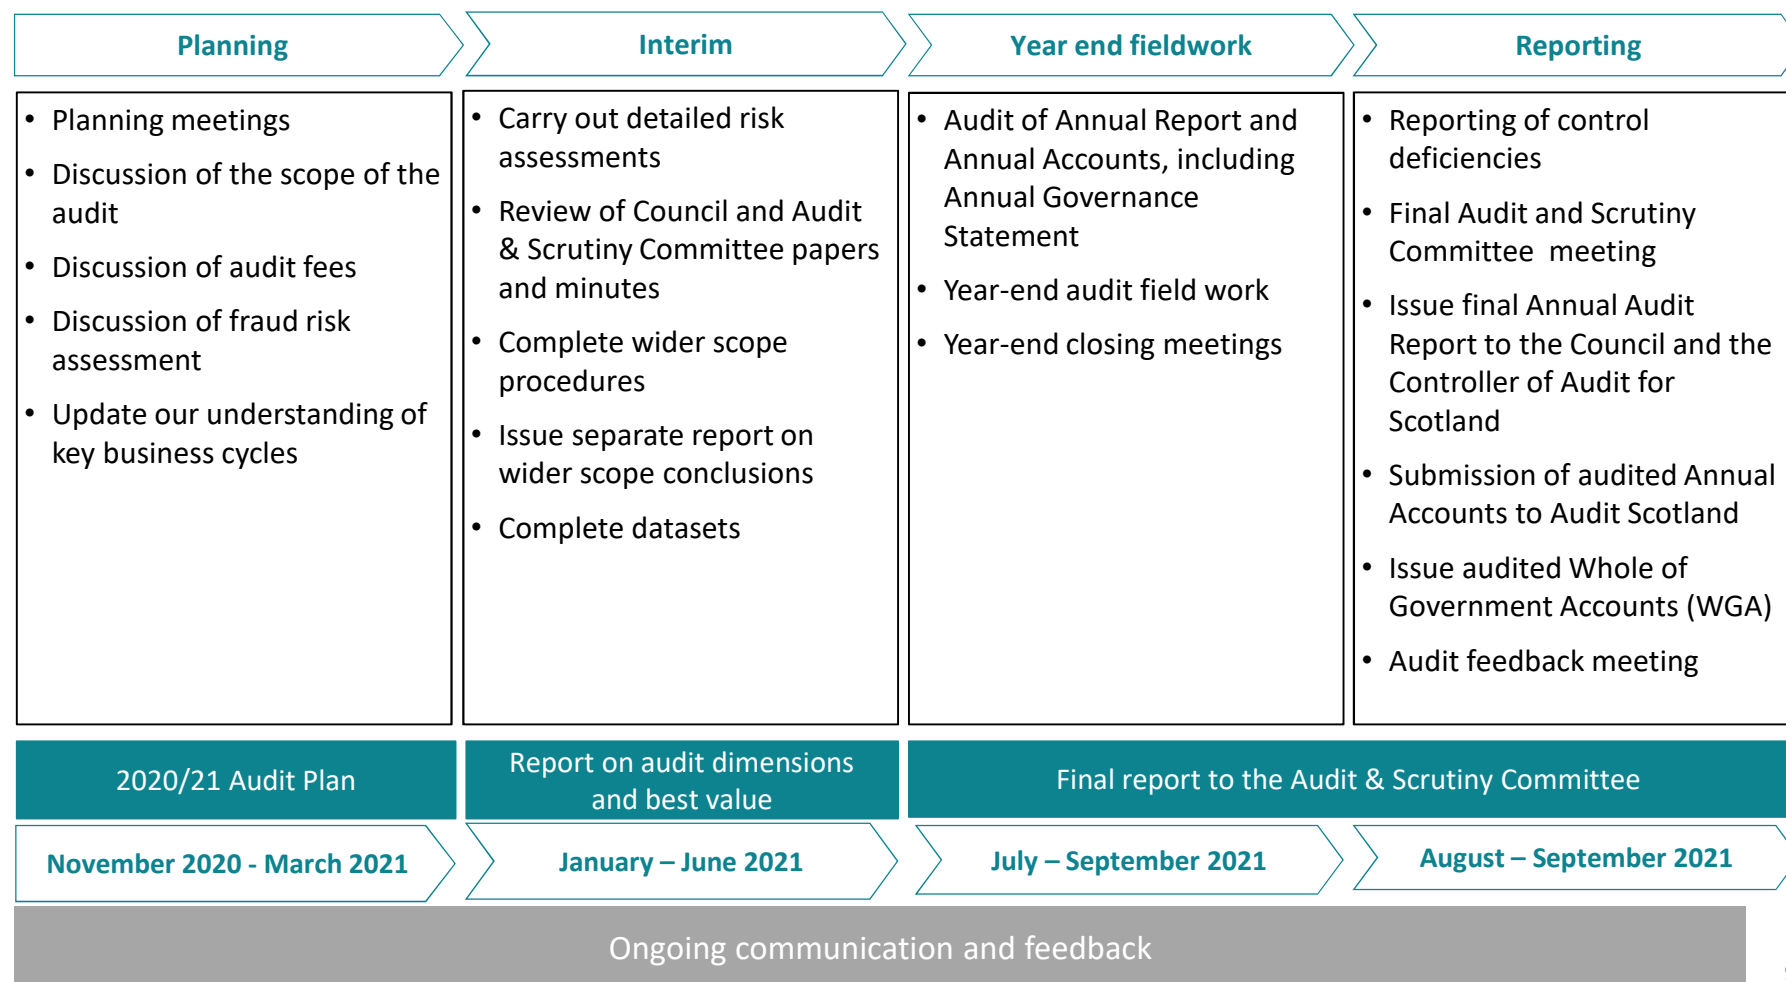 Planning
Interim
Year end fieldwork
Reporting
• Planning meetings
• Discussion of the scope of the
audit
• Discussion of audit fees
• Discussion of fraud risk
assessment
• Update our understanding of
key business cycles
• Carry out detailed risk
assessments
• Review of Council and Audit
& Scrutiny Committee papers
and minutes
• Complete wider scope
procedures
• Issue separate report on
wider scope conclusions
• Complete datasets
• Audit of Annual Report and
Annual Accounts, including
Annual Governance
Statement
• Year-end audit field work
• Year-end closing meetings
• Reporting of control
deficiencies
• Final Audit and Scrutiny
Committee  meeting
• Issue final Annual Audit
Report to the Council and the
Controller of Audit for
Scotland
• Submission of audited Annual
Accounts to Audit Scotland
• Issue audited Whole of
Government Accounts (WGA)
• Audit feedback meeting
2020/21 Audit Plan
Report on audit dimensions
and best value
Final report to the Audit & Scrutiny Committee
November 2020 - March 2021
January – June 2021
July – September 2021
August – September 2021
Ongoing communication and feedback